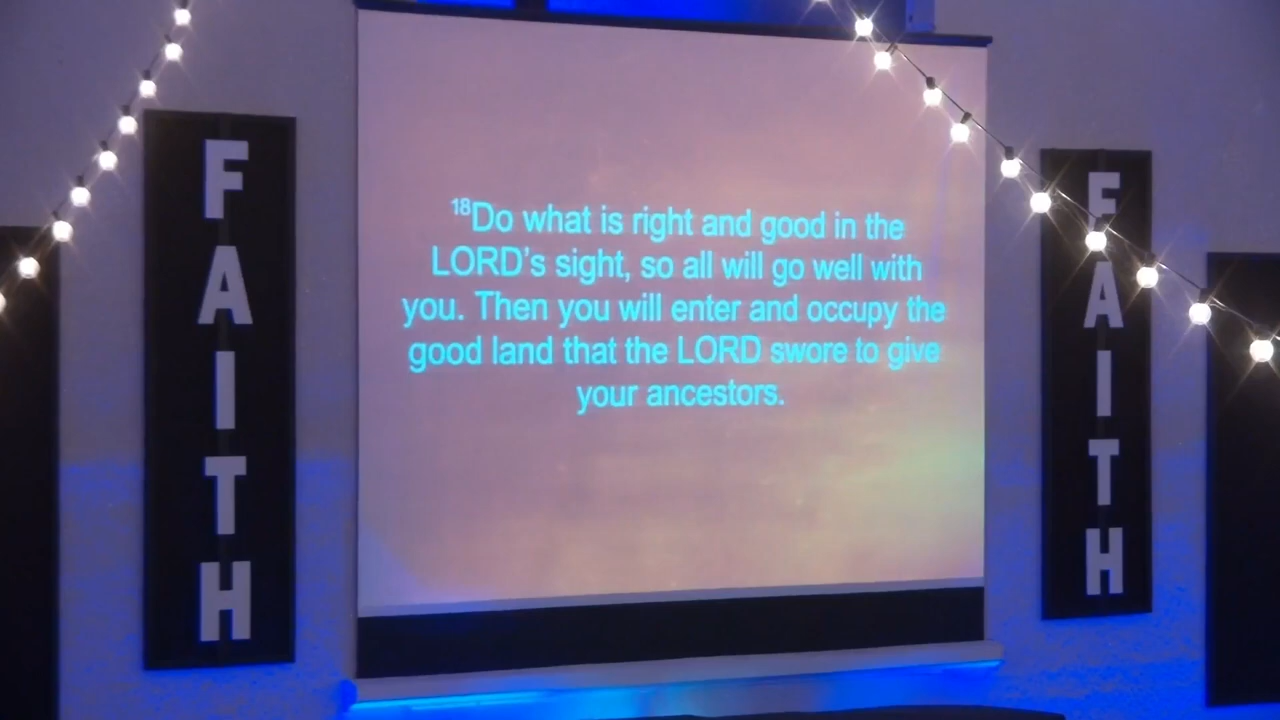 FAITH
18Do what is right and good in the
LORD's sight, so all will go well with
you. Then you will enter and occupy the
good land that the LORD swore to give
your ancestors.
FAITH